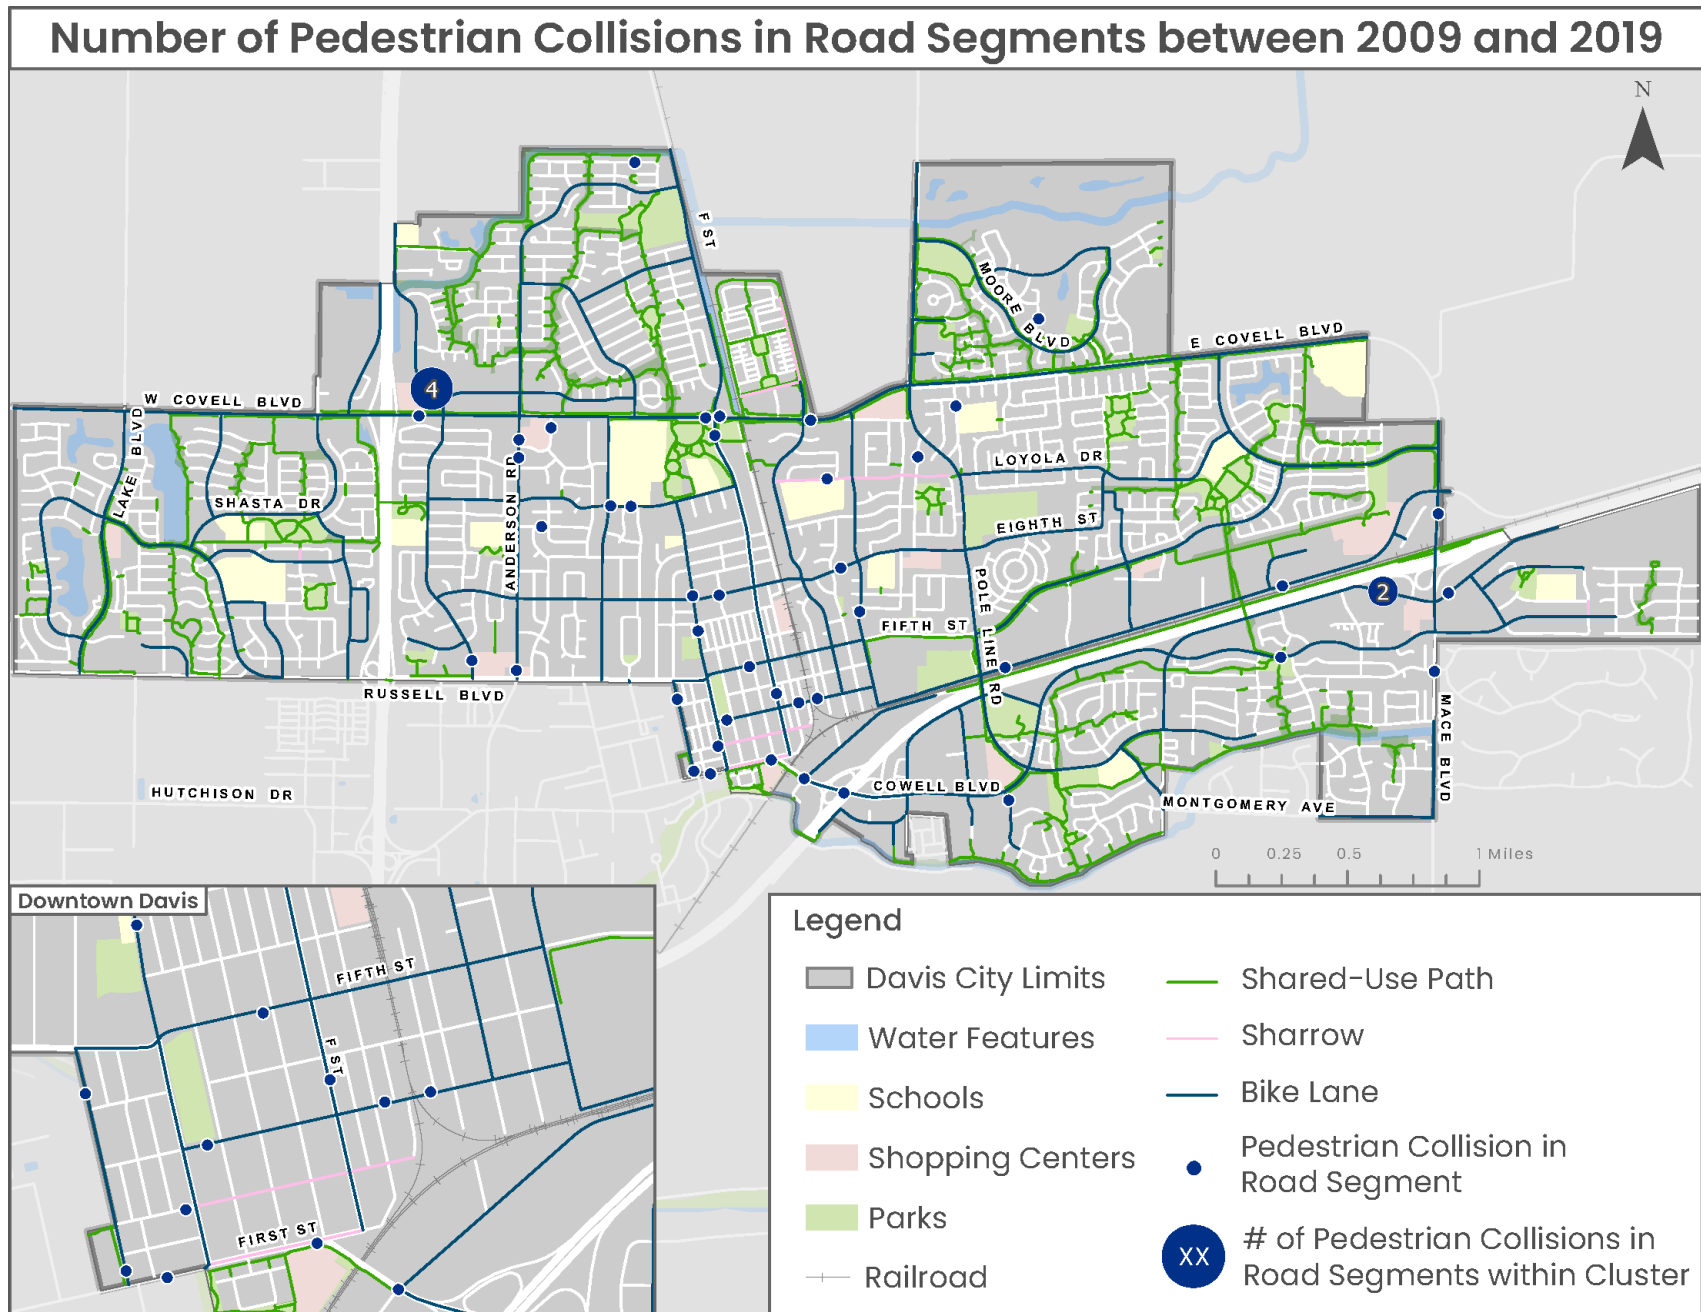 Number of Pedestrian Collisions in Road Segments between 2009 and 2019
N
F ST
MOORE BLVD
E COVELL BLVD
4
W COVELL BLVD
LAKE BLVD
ANDERSON RD
LOYOLA DR
SHASTA DR
EIGHTH ST
2
POLE LINE RD
FIFTH ST
RUSSELL BLVD
MACE BLVD
HUTCHISON DR
COWELL BLVD
MONTGOMERY AVE
0 0.25 0.5 1 Miles
Downtown Davis
FIFTH ST
F ST
FIRST ST
Legend
Davis City Limits
Water Features
Schools
Shopping Centers
Parks
Railroad
Shared-Use Path
Sharrow
Bike Lane
Pedestrian Collision in
Road Segment
XX
# of Pedestrian Collisions in
Road Segments within Cluster